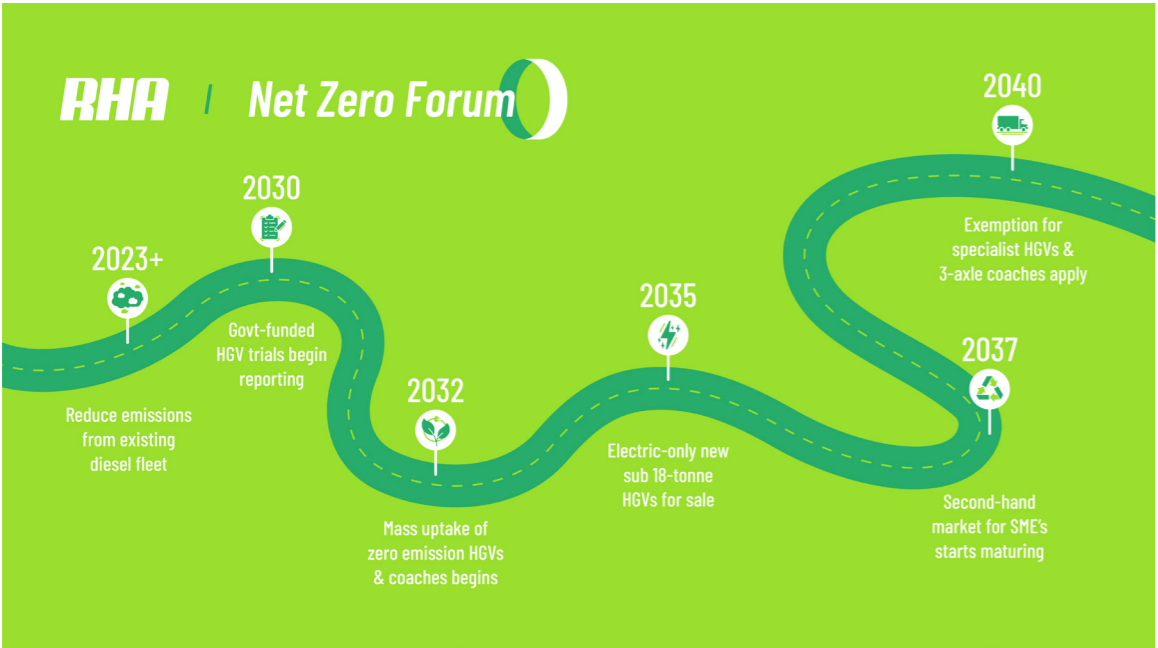 RHA / Net Zero Forum
2023+
Reduce emissions
from existing
diesel fleet
2030
Govt-funded
HGV trials begin
reporting
2032
Mass uptake of
zero emission HGVs
& coaches begins
2035
Electric-only new
sub 18-tonne
HGVs for sale
2037
Second-hand
market for SME's
starts maturing
2040
Exemption for
specialist HGVs &
3-axle coaches apply